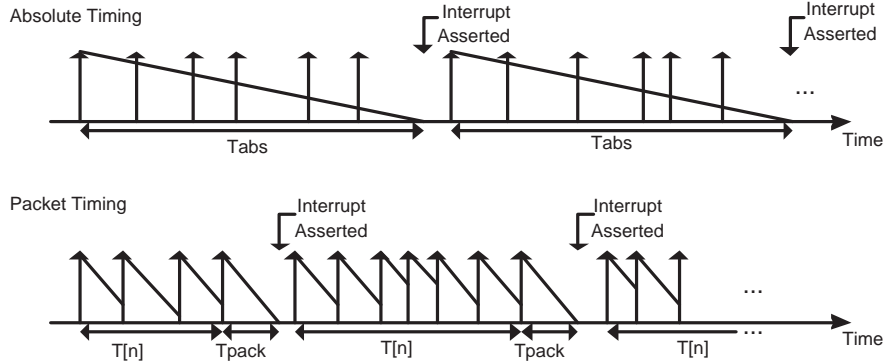 Absolute Timing
Interrupt
Asserted
Interrupt
Asserted
...
Tabs
Tabs
Time
Packet Timing
Interrupt
Asserted
Interrupt
Asserted
...
T[n]
Tpack
T[n]
Tpack
T[n]
...
Time